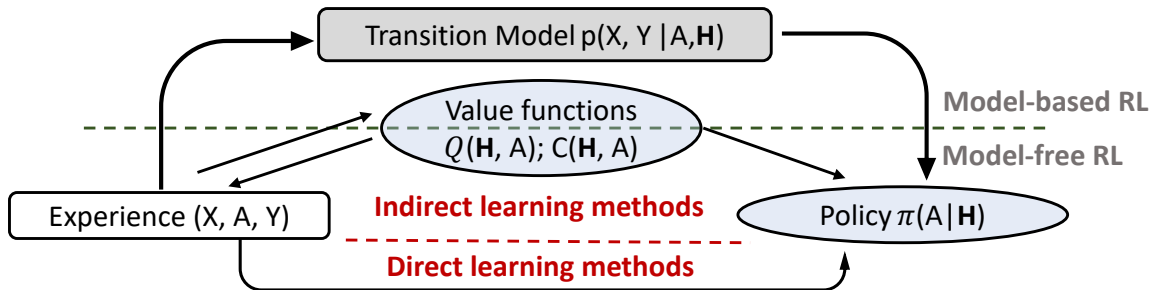 Transition Model p(X, Y |A,H)
Value functions
Q(H, A); C(H, A)
Model-based RL
Model-free RL
Experience (X, A, Y)
Indirect learning methods
Policy π(A|H)
Direct learning methods